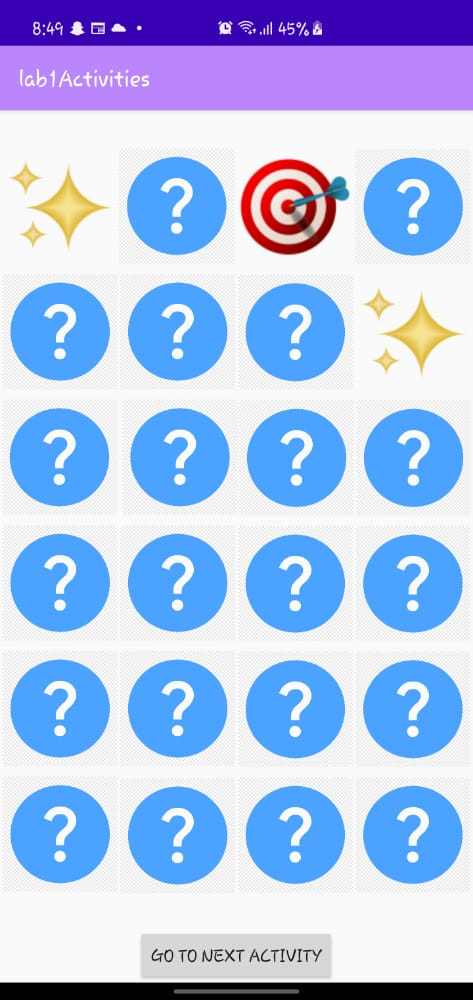 8:49 45%
lab1Activities
? 
? ? ?
? ? ? ?
? ? ? ?
? ? ? ?
? ? ? ?
GO TO NEXT ACTIVITY